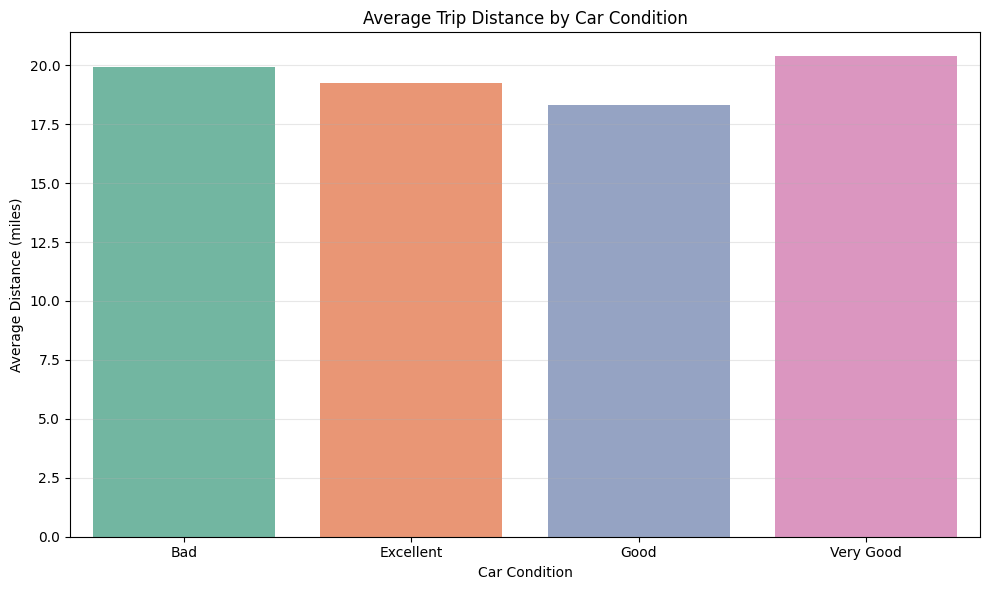 Average Trip Distance by Car Condition
Average Distance (miles)
20.0
17.5
15.0
12.5
10.0
7.5
5.0
2.5
0.0
Bad
Excellent
Good
Very Good
Car Condition